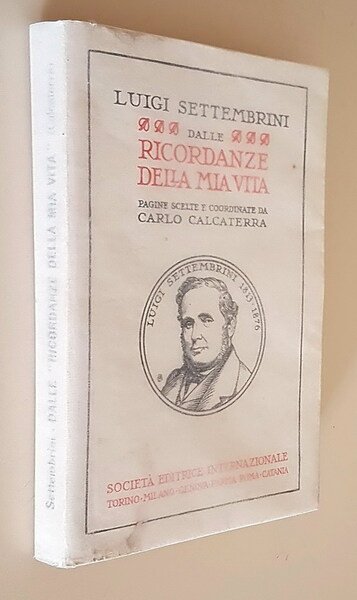 LUIGI SETTEMBRINI
DALLE
RICORDANZE
DELLA MIA VITA
PAGINE SCELTE E COORDINATE DA
CARLO CALCATERRA
LUIGI SETTEMBRINI 1813-1876
SOCIETÀ EDITRICE INTERNAZIONALE
TORINO·MILANO·GENOVA·PARMA·ROMA·CATANIA
Settembrini DALLE "RICORDANZE DELLA MIA VITA" (Calcaterra)